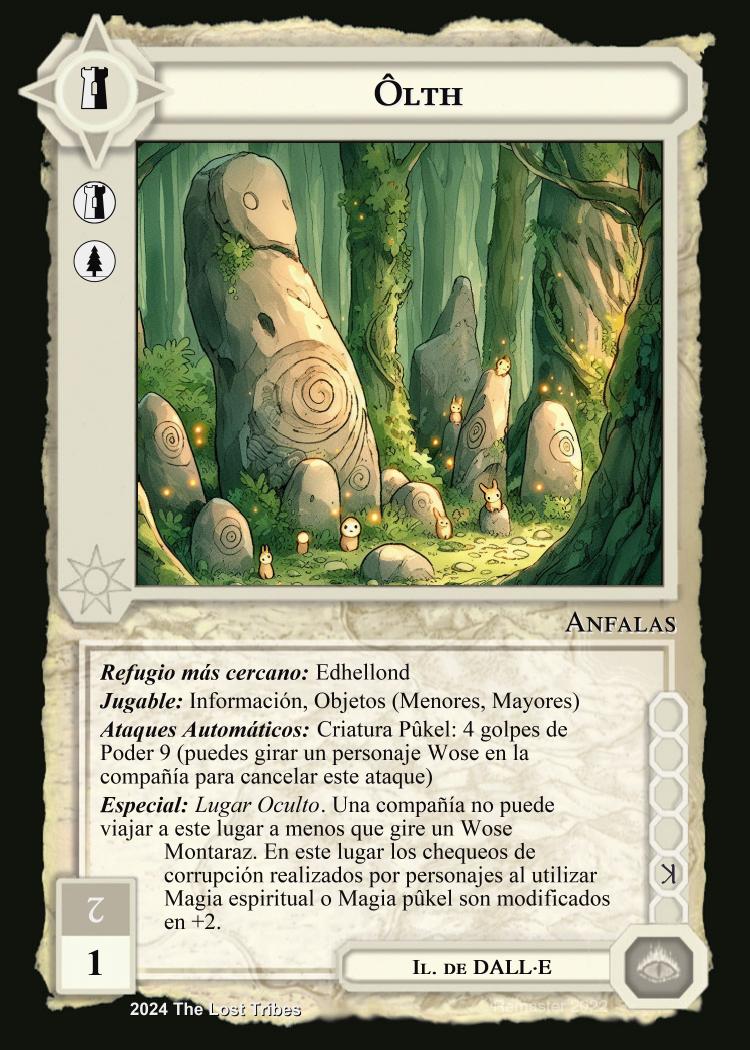 Ôlth
Anfalas
Refugio más cercano: Edhellond
Jugable: Información, Objetos (Menores, Mayores)
Ataques Automáticos: Criatura Pûkel: 4 golpes de
Poder 9 (puedes girar un personaje Wose en la
compañía para cancelar este ataque)
Especial: Lugar Oculto. Una compañía no puede
viajar a este lugar a menos que gire un Wose
Montaraz. En este lugar los chequeos de
corrupción realizados por personajes al utilizar
Magia espiritual o Magia pûkel son modificados
en +2.
2
1
Il. de DALL·E
2024 The Lost Tribes
Remaster 2022